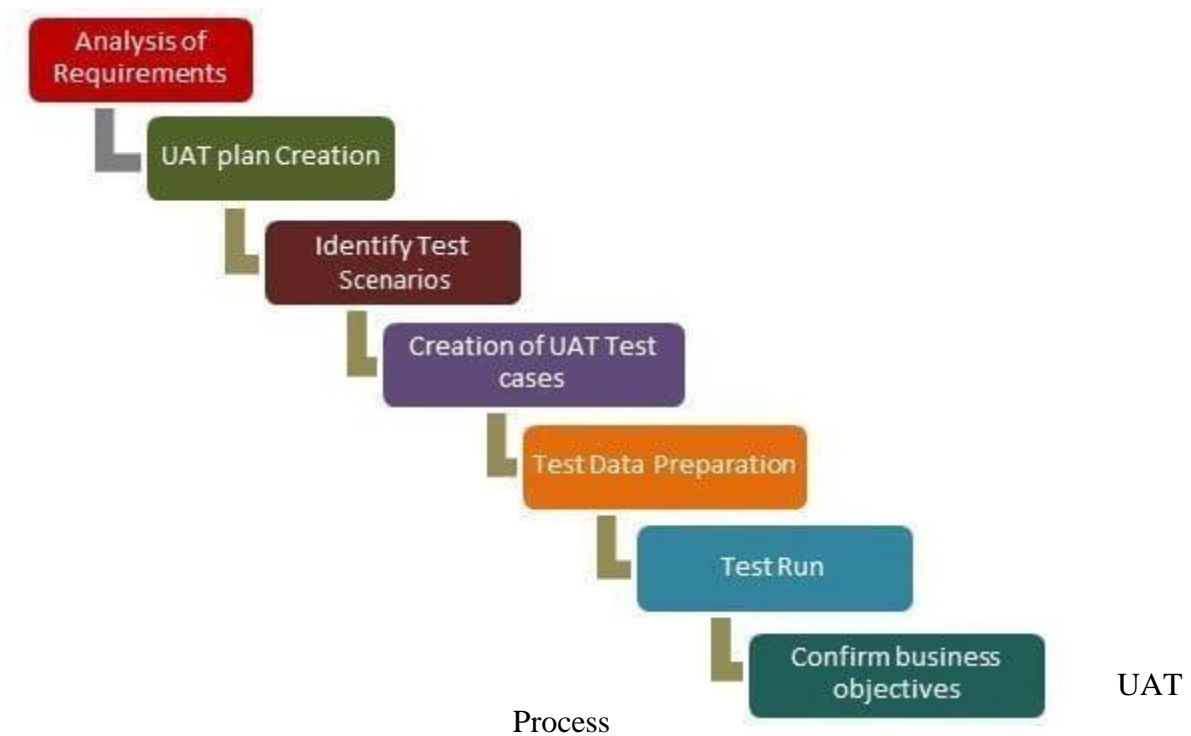 Analysis of
Requirements
UAT plan Creation
Identify Test
Scenarios
Creation of UAT Test
cases
Test Data Preparation
Test Run
Confirm business
objectives
UAT
Process